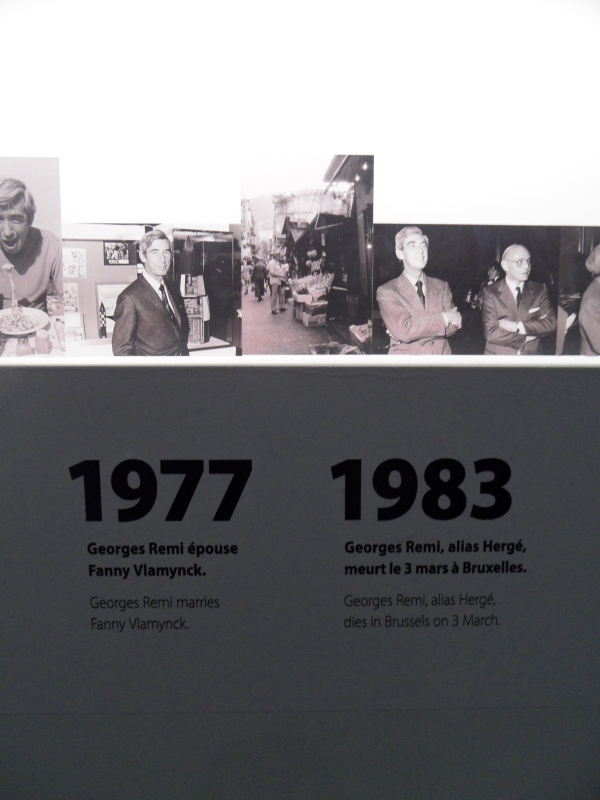 1977
Georges Remi épouse
Fanny Vlamynck.
Georges Remi marries
Fanny Vlamynck.
1983
Georges Remi, alias Hergé,
meurt le 3 mars à Bruxelles.
Georges Remi, alias Hergé,
dies in Brussels on 3 March.